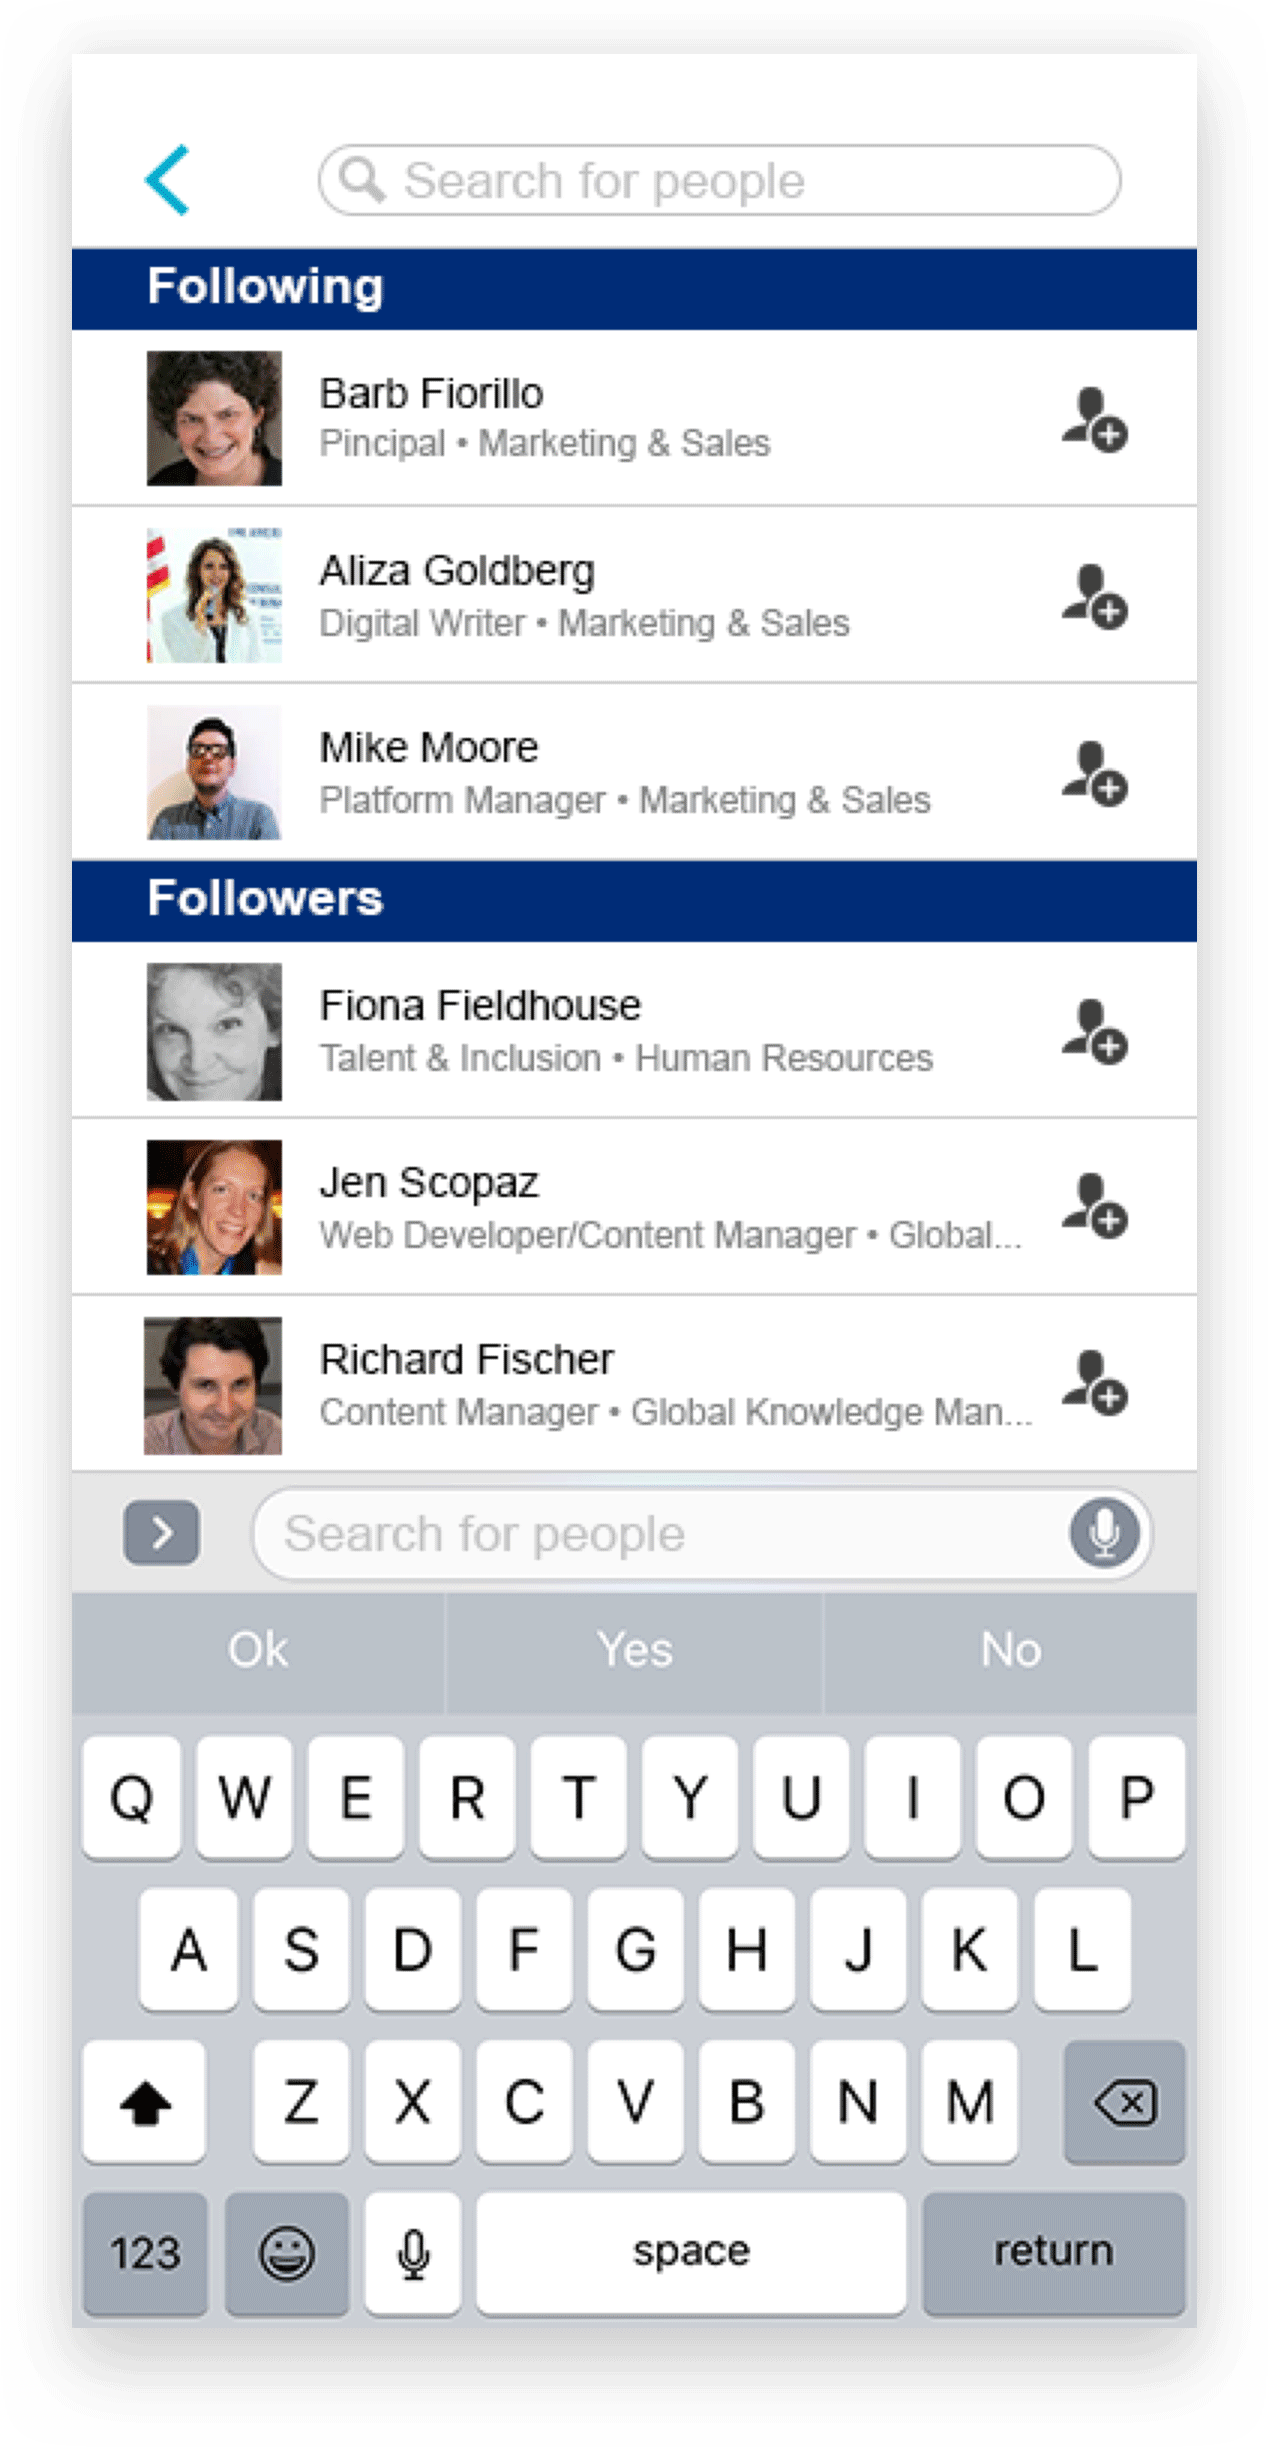 Search for people
Following
Barb Fiorillo
Pincipal • Marketing & Sales
Aliza Goldberg
Digital Writer • Marketing & Sales
Mike Moore
Platform Manager • Marketing & Sales
Followers
Fiona Fieldhouse
Talent & Inclusion • Human Resources
Jen Scopaz
Web Developer/Content Manager • Global...
Richard Fischer
Content Manager • Global Knowledge Man...
Search for people
Ok Yes No
Q W E R T Y U I O P
A S D F G H J K L
Z X C V B N M
123 space return